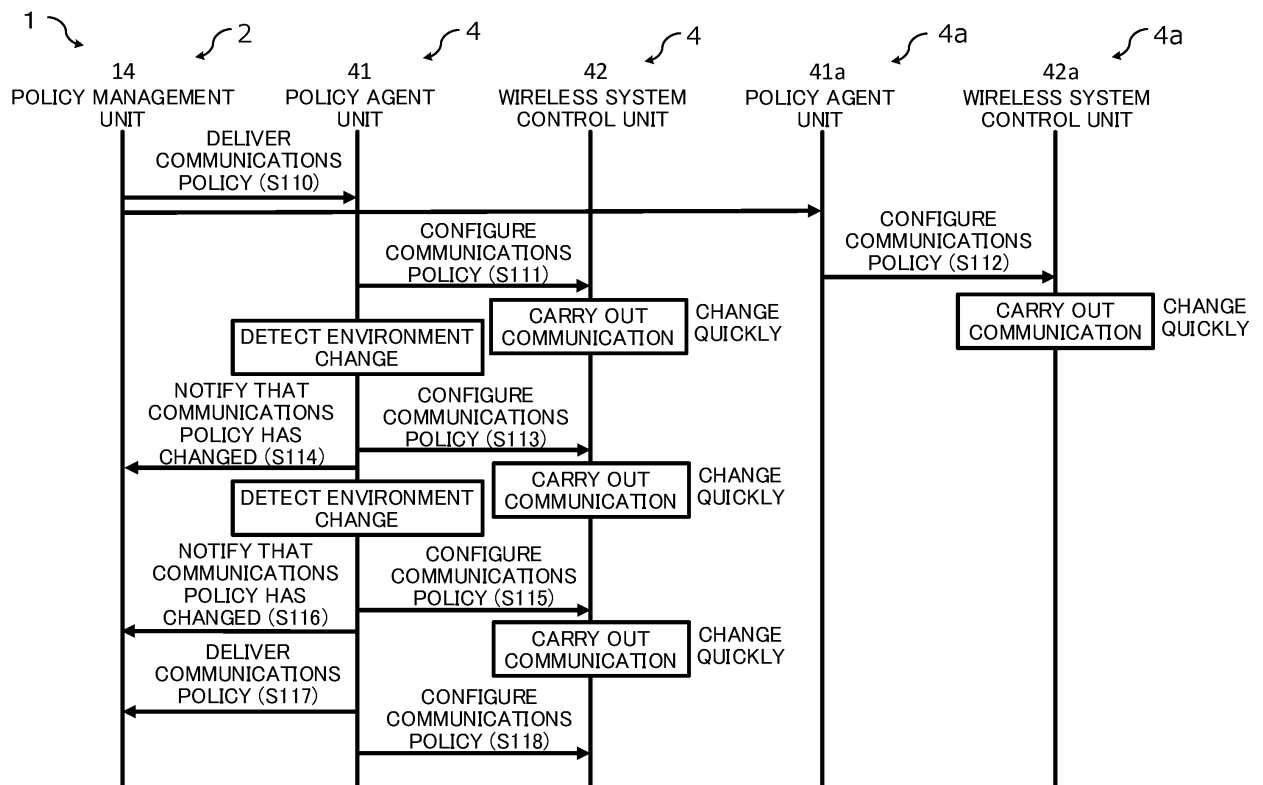 1
2
4
4
4a
4a
14
POLICY MANAGEMENT
UNIT
41
POLICY AGENT
UNIT
42
WIRELESS SYSTEM
CONTROL UNIT
41a
POLICY AGENT
UNIT
42a
WIRELESS SYSTEM
CONTROL UNIT
DELIVER
COMMUNICATIONS
POLICY (S110)
CONFIGURE
COMMUNICATIONS
POLICY (S111)
CONFIGURE
COMMUNICATIONS
POLICY (S112)
CARRY OUT
COMMUNICATION
CHANGE
QUICKLY
CARRY OUT
COMMUNICATION
CHANGE
QUICKLY
DETECT ENVIRONMENT
CHANGE
NOTIFY THAT
COMMUNICATIONS
POLICY HAS
CHANGED (S114)
CONFIGURE
COMMUNICATIONS
POLICY (S113)
CARRY OUT
COMMUNICATION
CHANGE
QUICKLY
DETECT ENVIRONMENT
CHANGE
NOTIFY THAT
COMMUNICATIONS
POLICY HAS
CHANGED (S116)
CONFIGURE
COMMUNICATIONS
POLICY (S115)
CARRY OUT
COMMUNICATION
CHANGE
QUICKLY
DELIVER
COMMUNICATIONS
POLICY (S117)
CONFIGURE
COMMUNICATIONS
POLICY (S118)